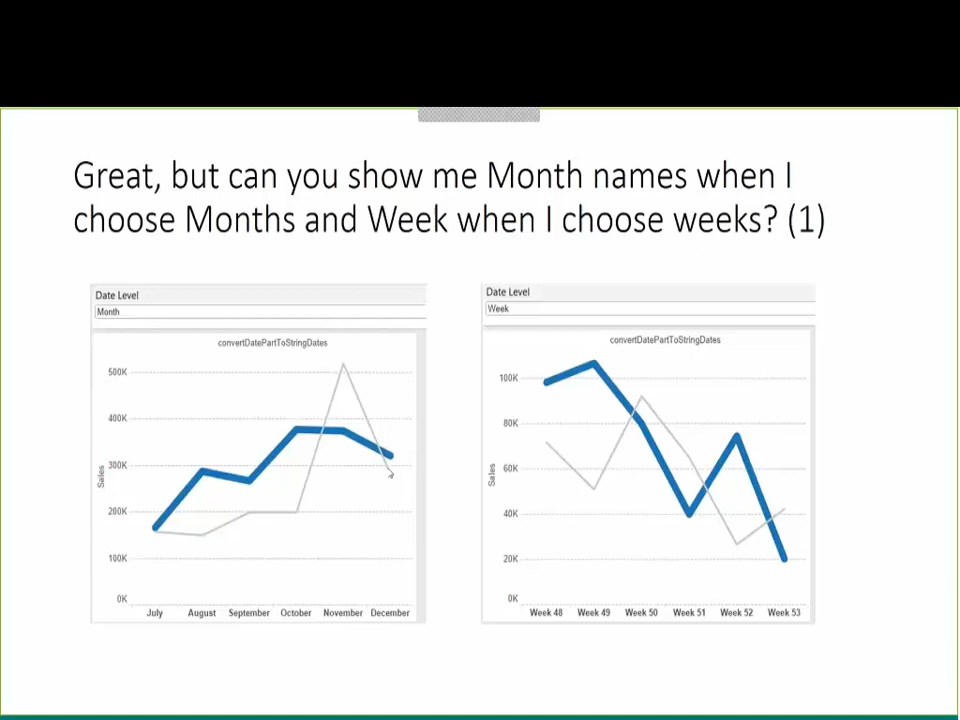 Great, but can you show me Month names when I
choose Months and Week when I choose weeks? (1)
Date Level
Month
convertDatePartToStringDates
500K
400K
300K
200K
100K
0K
Sales
July August September October November December
Date Level
Week
convertDatePartToStringDates
100K
80K
60K
40K
20K
0K
Sales
Week 48 Week 49 Week 50 Week 51 Week 52 Week 53